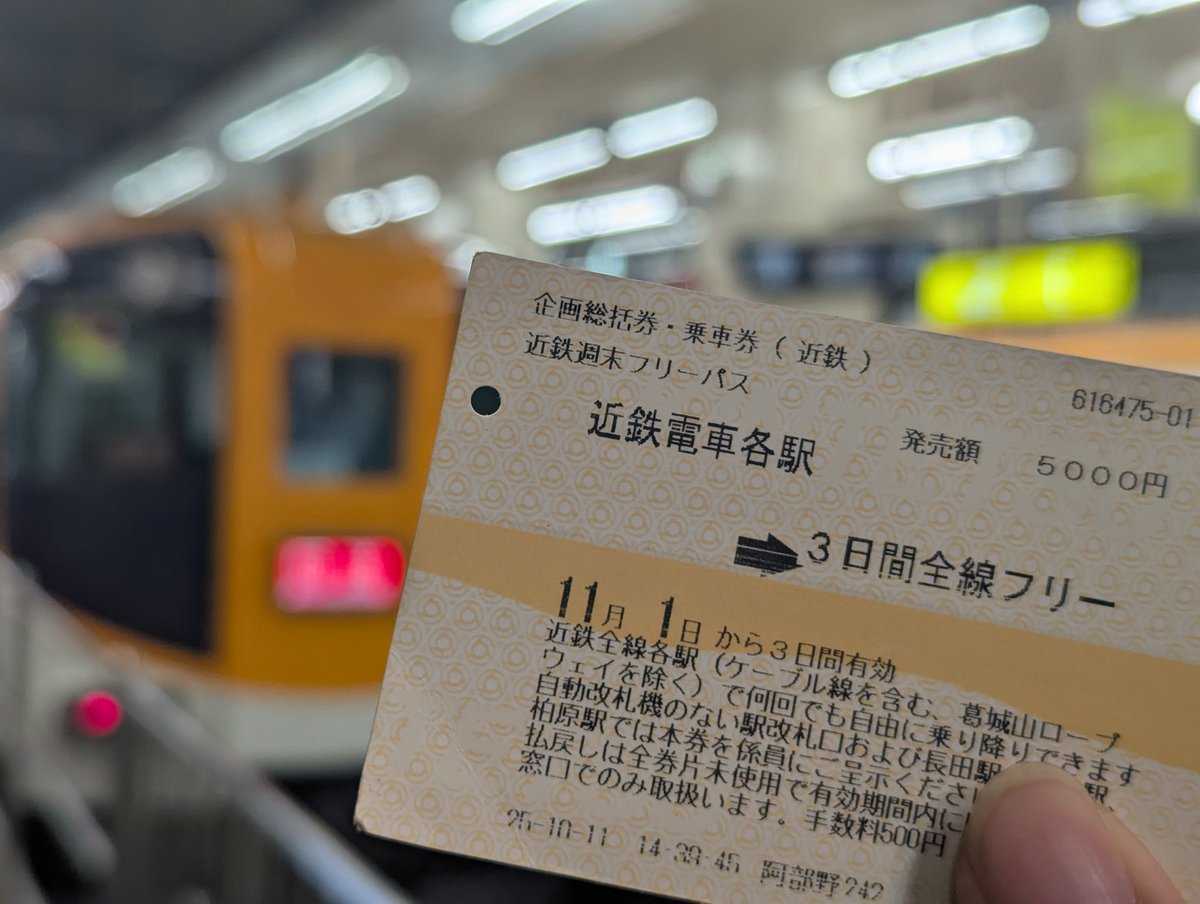 企画総括券・乗車券（近鉄）
近鉄週末フリーパス
616475-01
近鉄電車各駅
発売額 5000円
➡3日間全線フリー
11月 1日から3日間有効
近鉄全線各駅（ケーブル線を含む、葛城山ロープ
ウェイを除く）で何回でも自由に乗り降りできます
自動改札機のない駅改札口および長田駅
駅、
柏原駅では本券を係員にご呈示くださ
払戻しは全券片未使用で有効期間内に
窓口でのみ取扱います。手数料500円
25-10-11 14-39-45 阿部野242